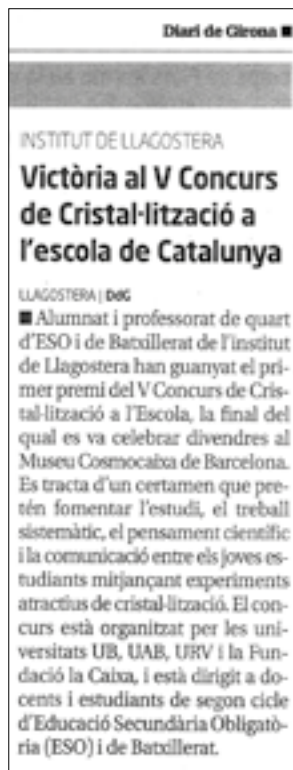 Diari de Girona ■
INSTITUT DE LLAGOSTERA
Victòria al V Concurs
de Cristal·lització a
l'escola de Catalunya
LLAGOSTERA | DdG
■ Alumnat i professorat de quart
d'ESO i de Batxillerat de l'institut
de Llagostera han guanyat el pri-
mer premi del V Concurs de Cris-
tal·lització a l'Escola, la final del
qual es va celebrar divendres al
Museu Cosmocaixa de Barcelona.
Es tracta d'un certamen que pre-
tén fomentar l'estudi, el treball
sistemàtic, el pensament científic
i la comunicació entre els joves es-
tudiants mitjançant experiments
atractius de cristal·lització. El con-
curs està organitzat per les uni-
versitats UB, UAB, URV i la Fun-
dació la Caixa, i està dirigit a do-
cents i estudiants de segon cicle
d'Educació Secundària Obligatò-
ria (ESO) i de Batxillerat.